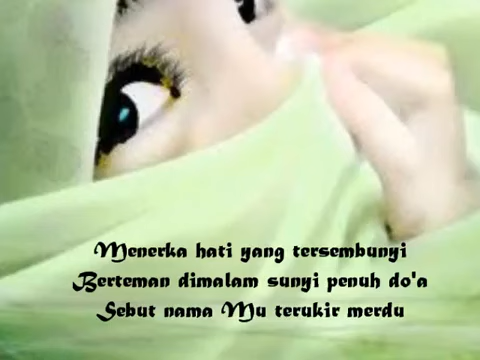 Menerka hati yang tersembunyi
Berteman dimalam sunyi penuh do'a
Sebut nama Mu terukir merdu